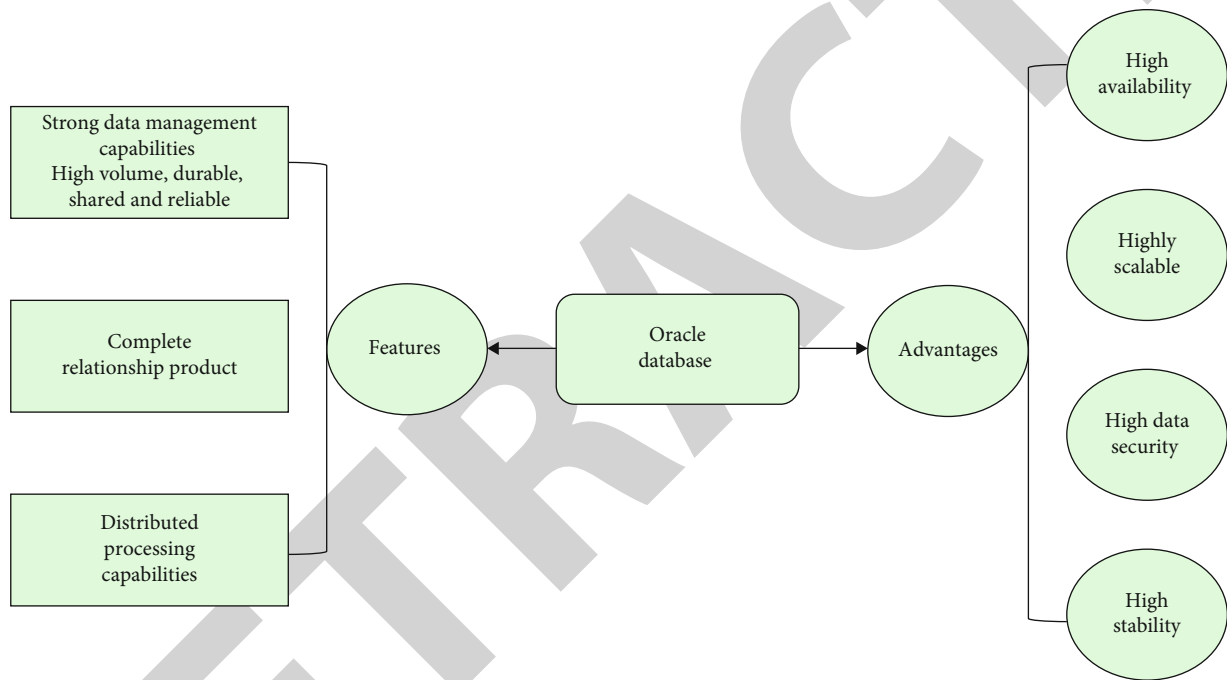 Strong data management
capabilities
High volume, durable,
shared and reliable
Complete
relationship product
Distributed
processing
capabilities
Features
Oracle
database
Advantages
High
availability
Highly
scalable
High data
security
High
stability
ETRACT